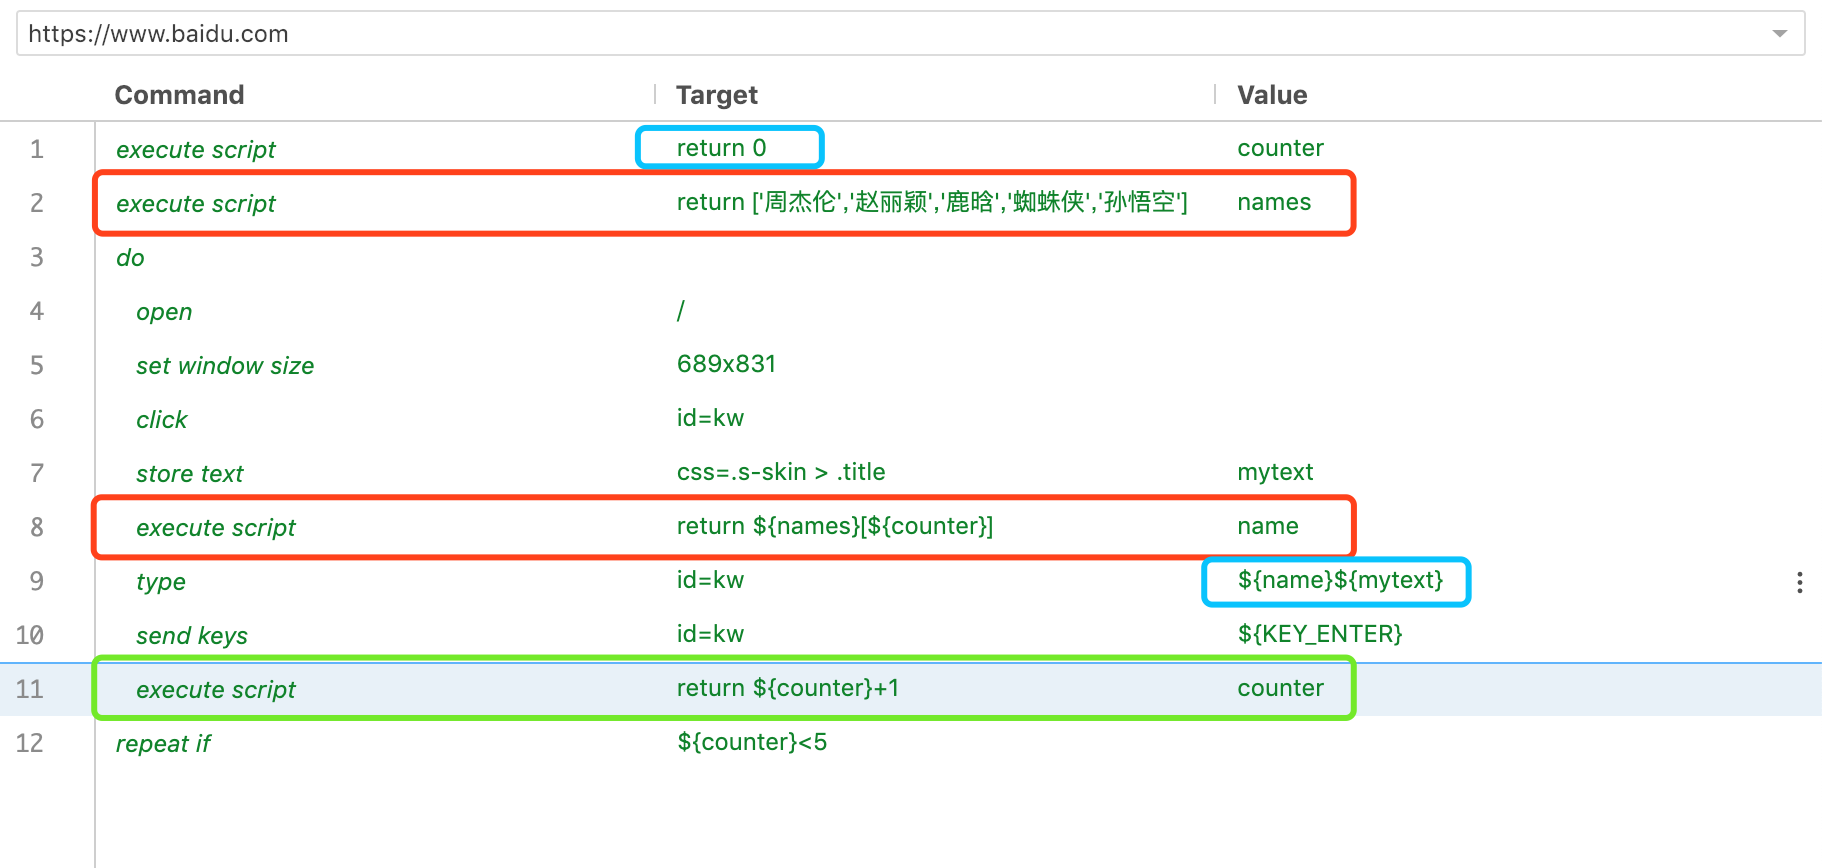 https://www.baidu.com
Command Target Value
1 execute script return 0 counter
2 execute script return ['周杰伦','赵丽颖','鹿晗','蜘蛛侠','孙悟空'] names
3 do
4 open /
5 set window size 689x831
6 click id=kw
7 store text css=.s-skin > .title mytext
8 execute script return ${names}[${counter}] name
9 type id=kw ${name}${mytext}
10 send keys id=kw ${KEY_ENTER}
11 execute script return ${counter}+1 counter
12 repeat if ${counter}<5